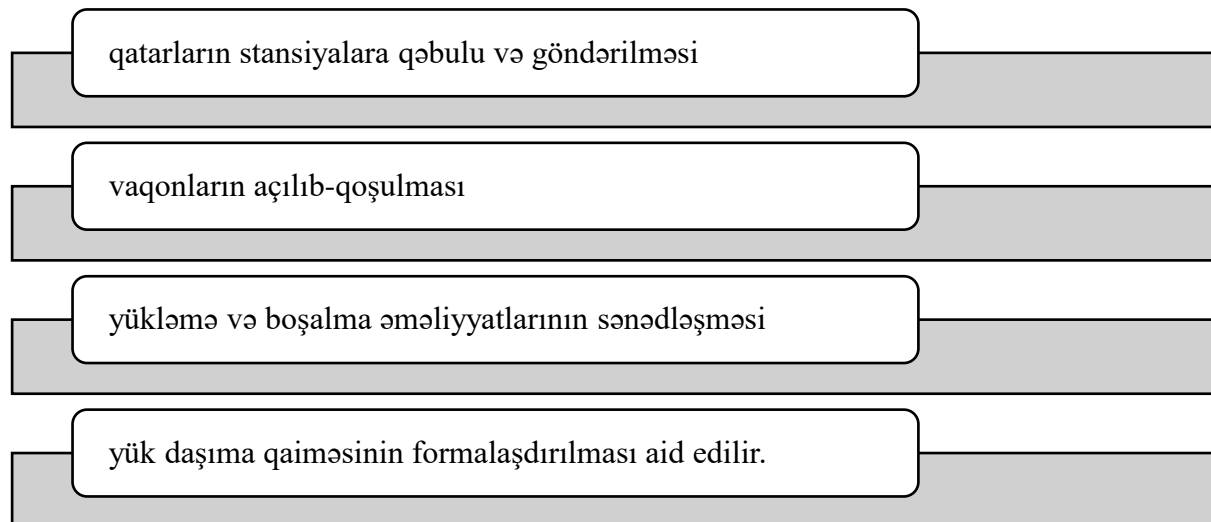 qatarların stansiyalara qəbulu və göndərilməsi
vaqonların açılıb-qoşulması
yükləmə və boşalma əməliyyatlarının sənədləşməsi
yük daşıma qaiməsinin formalaşdırılması aid edilir.